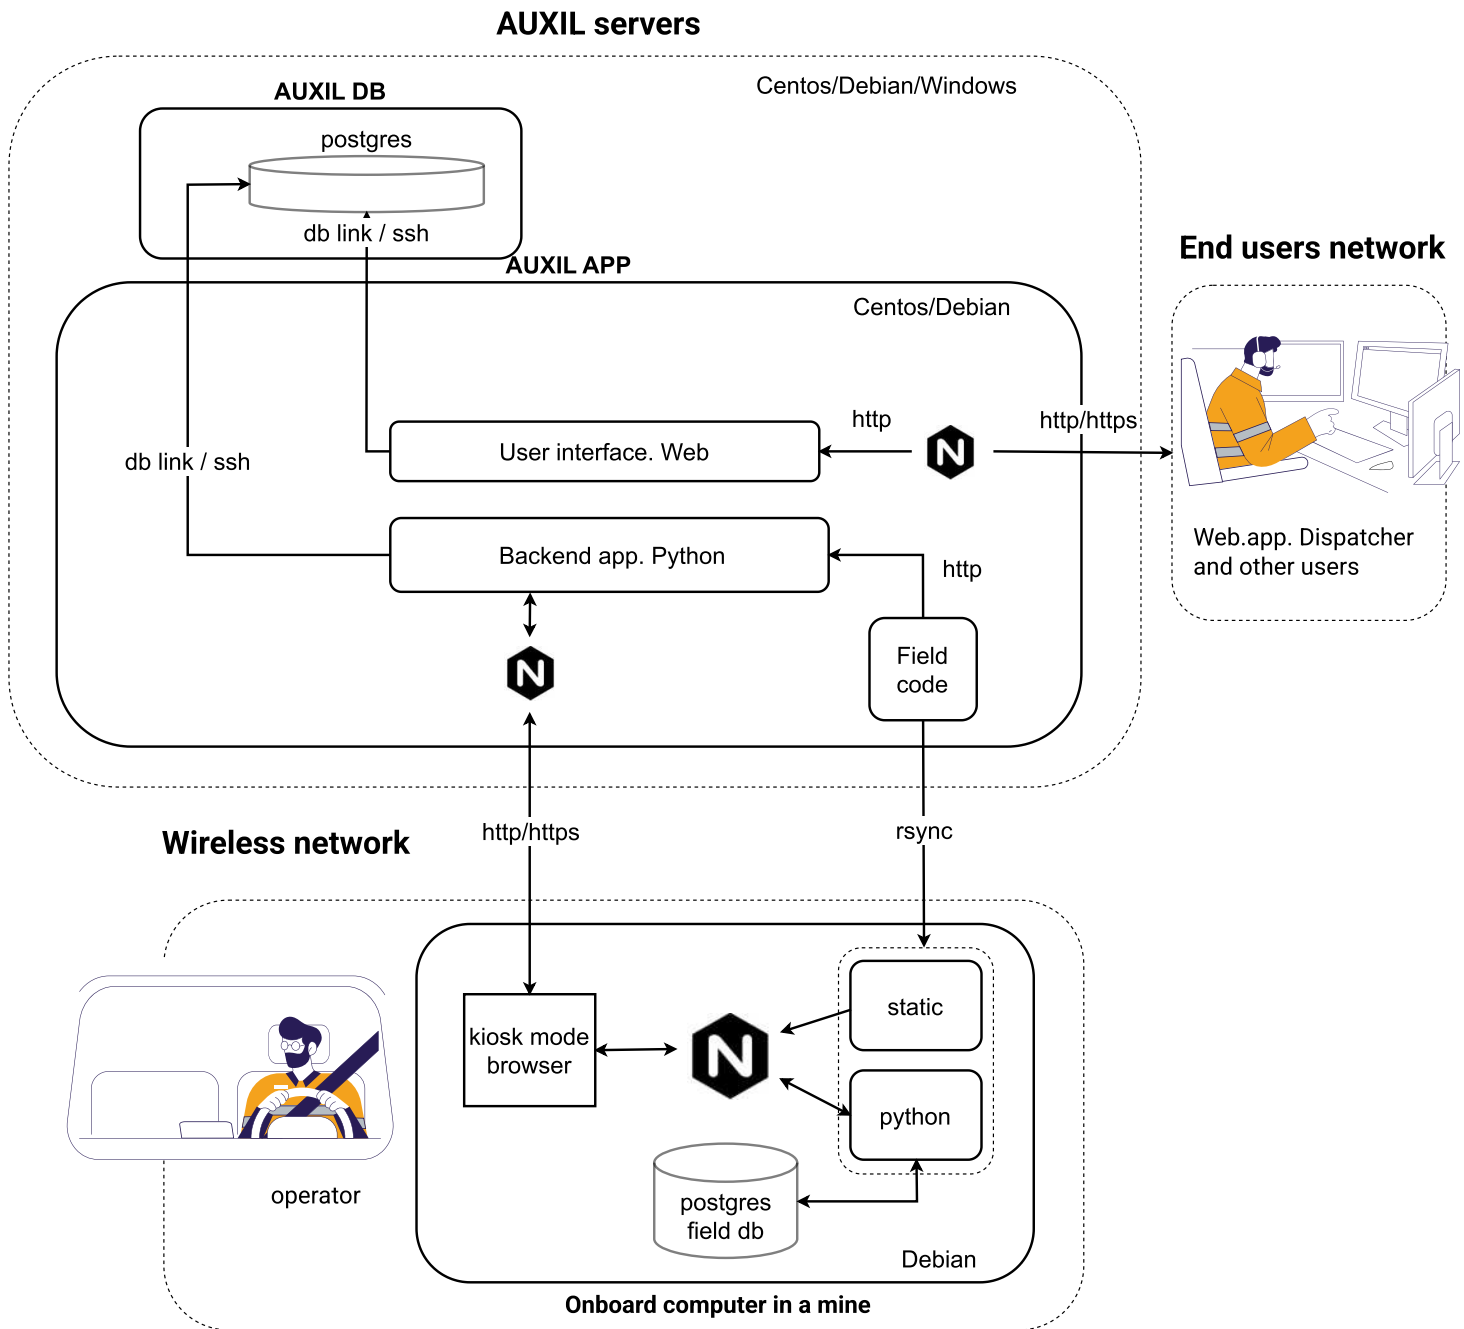 AUXIL servers
Centos/Debian/Windows
AUXIL DB
postgres
db link / ssh
AUXIL APP
Centos/Debian
End users network
http
http/https
User interface. Web
N
db link / ssh
Web.app. Dispatcher
and other users
Backend app. Python
http
N
Field
code
http/https
rsync
Wireless network
static
kiosk mode
browser
N
python
operator
postgres
field db
Debian
Onboard computer in a mine